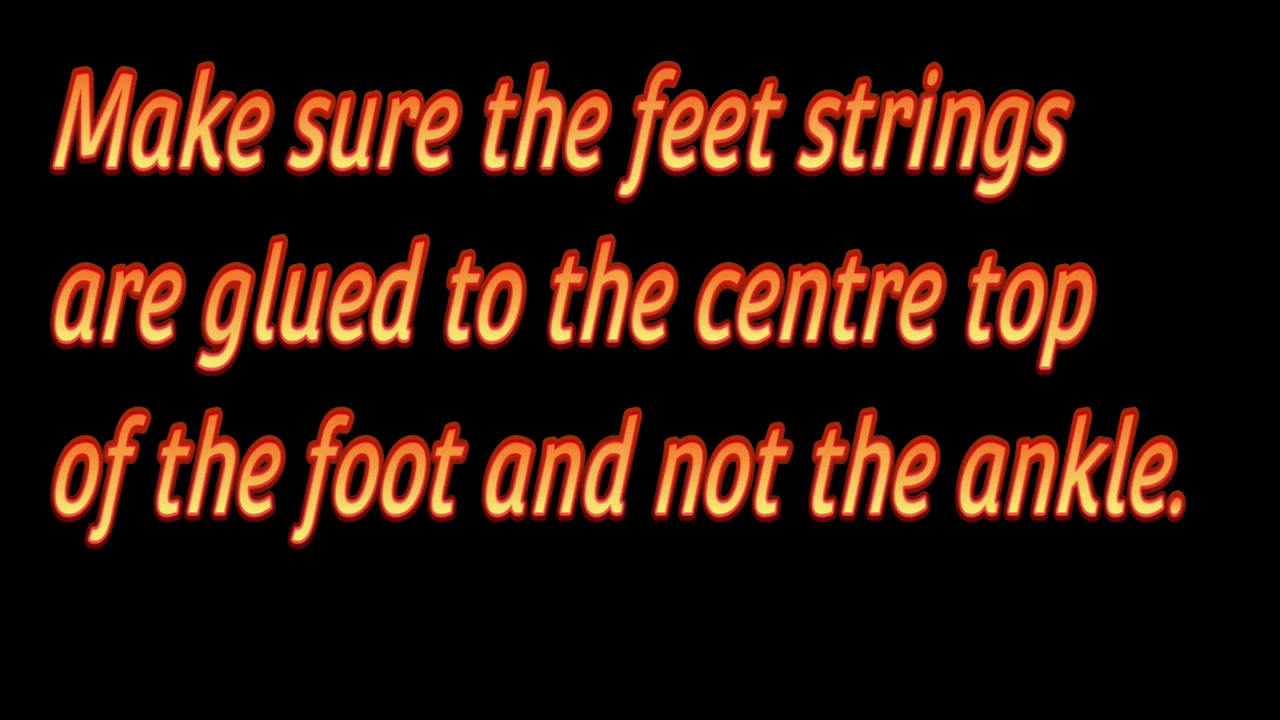 Make sure the feet strings
are glued to the centre top
of the foot and not the ankle.